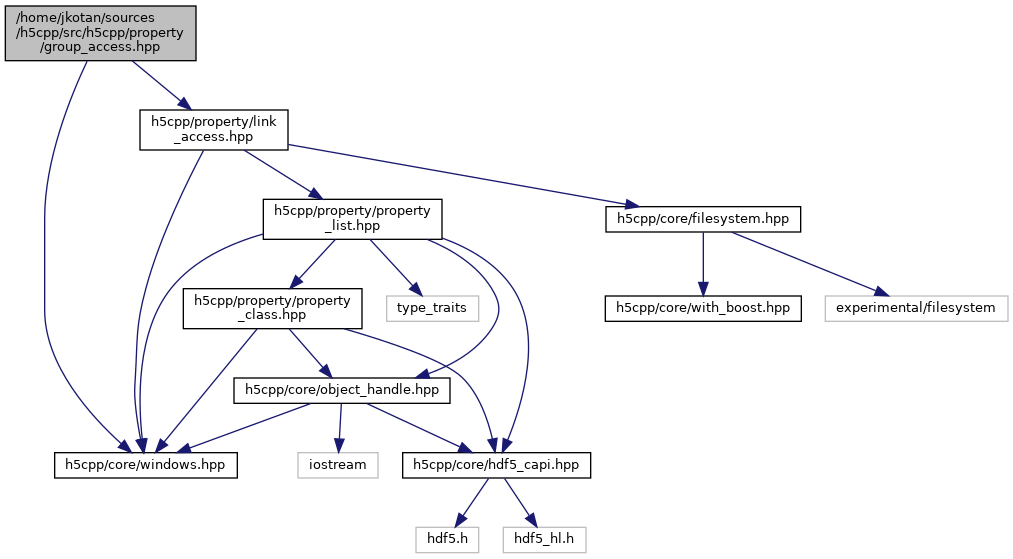 /home/jkotan/sources
/h5cpp/src/h5cpp/property
/group_access.hpp
h5cpp/property/link
_access.hpp
h5cpp/property/property
_list.hpp
h5cpp/core/filesystem.hpp
h5cpp/property/property
_class.hpp
type_traits
h5cpp/core/with_boost.hpp
experimental/filesystem
h5cpp/core/object_handle.hpp
h5cpp/core/windows.hpp
iostream
h5cpp/core/hdf5_capi.hpp
hdf5.h
hdf5_hl.h